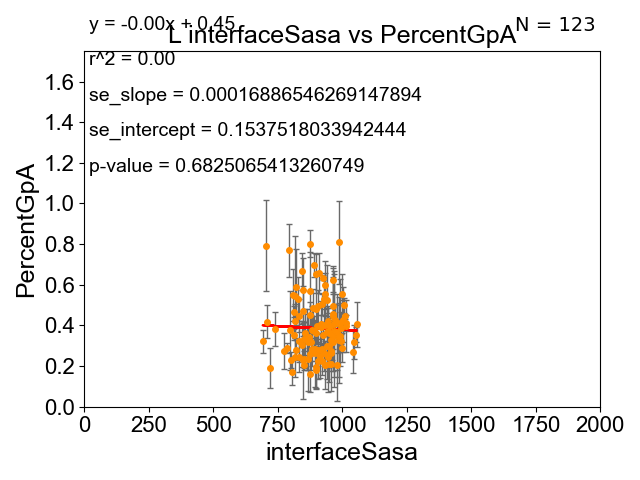 y = -0.00x + 0.45
N = 123
L interfaceSasa vs PercentGpA
r^2 = 0.00
se_slope = 0.00016886546269147894
se_intercept = 0.1537518033942444
p-value = 0.6825065413260749
PercentGpA
1.6
1.4
1.2
1.0
0.8
0.6
0.4
0.2
0.0
0 250 500 750 1000 1250 1500 1750 2000
interfaceSasa